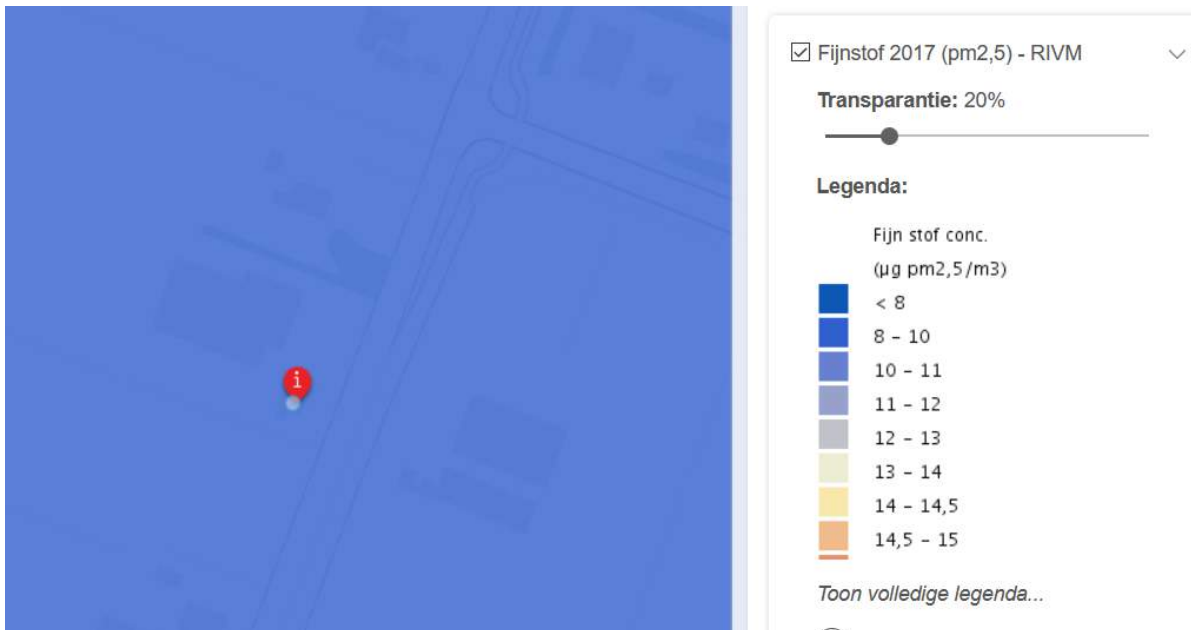 i
Fijnstof 2017 (pm2,5) - RIVM
Transparantie: 20%
Legenda:
Fijn stof conc.
(µg pm2,5/m3)
< 8
8 - 10
10 - 11
11 - 12
12 - 13
13 - 14
14 - 14,5
14,5 - 15
Toon volledige legenda...